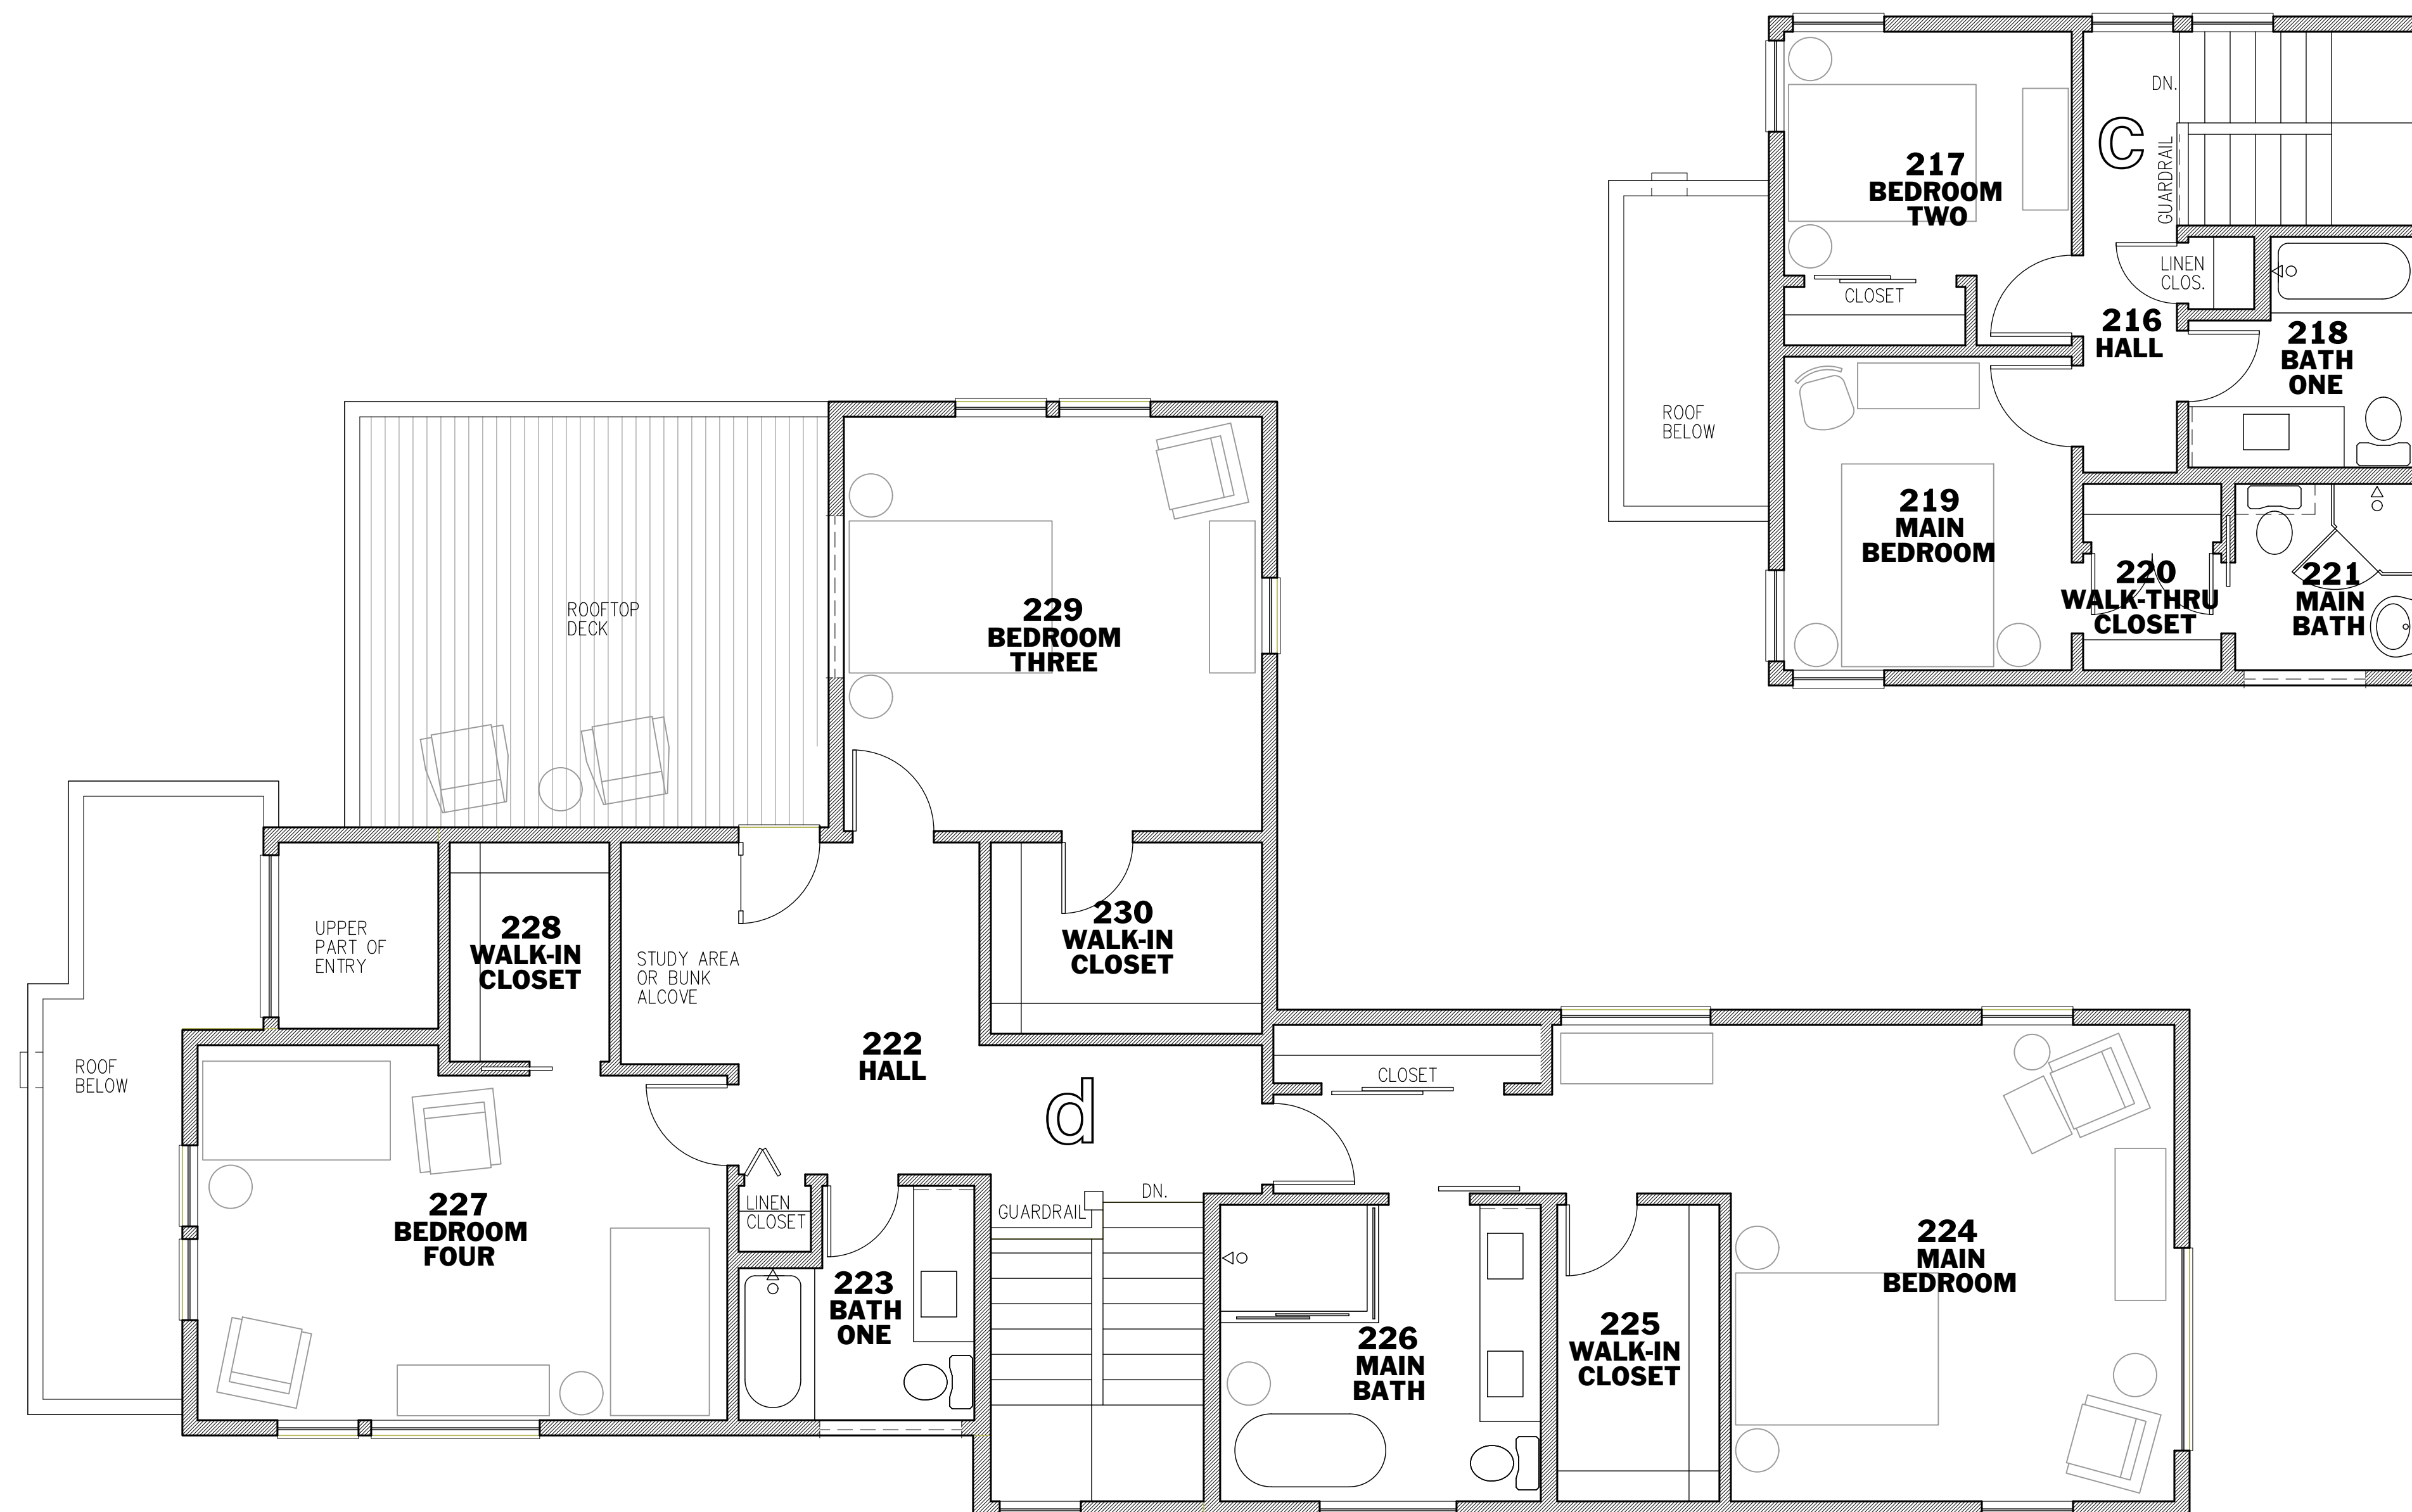 DN.
C
GUARDRAIL
217
BEDROOM
TWO
CLOSET
LINEN
CLOS.
216
HALL
218
BATH
ONE
ROOF
BELOW
219
MAIN
BEDROOM
220
WALK-THRU
CLOSET
221
MAIN
BATH
ROOFTOP
DECK
229
BEDROOM
THREE
UPPER
PART OF
ENTRY
228
WALK-IN
CLOSET
STUDY AREA
OR BUNK
ALCOVE
230
WALK-IN
CLOSET
222
HALL
ROOF
BELOW
d
CLOSET
227
BEDROOM
FOUR
LINEN
CLOSET
GUARDRAIL
DN.
223
BATH
ONE
226
MAIN
BATH
225
WALK-IN
CLOSET
224
MAIN
BEDROOM